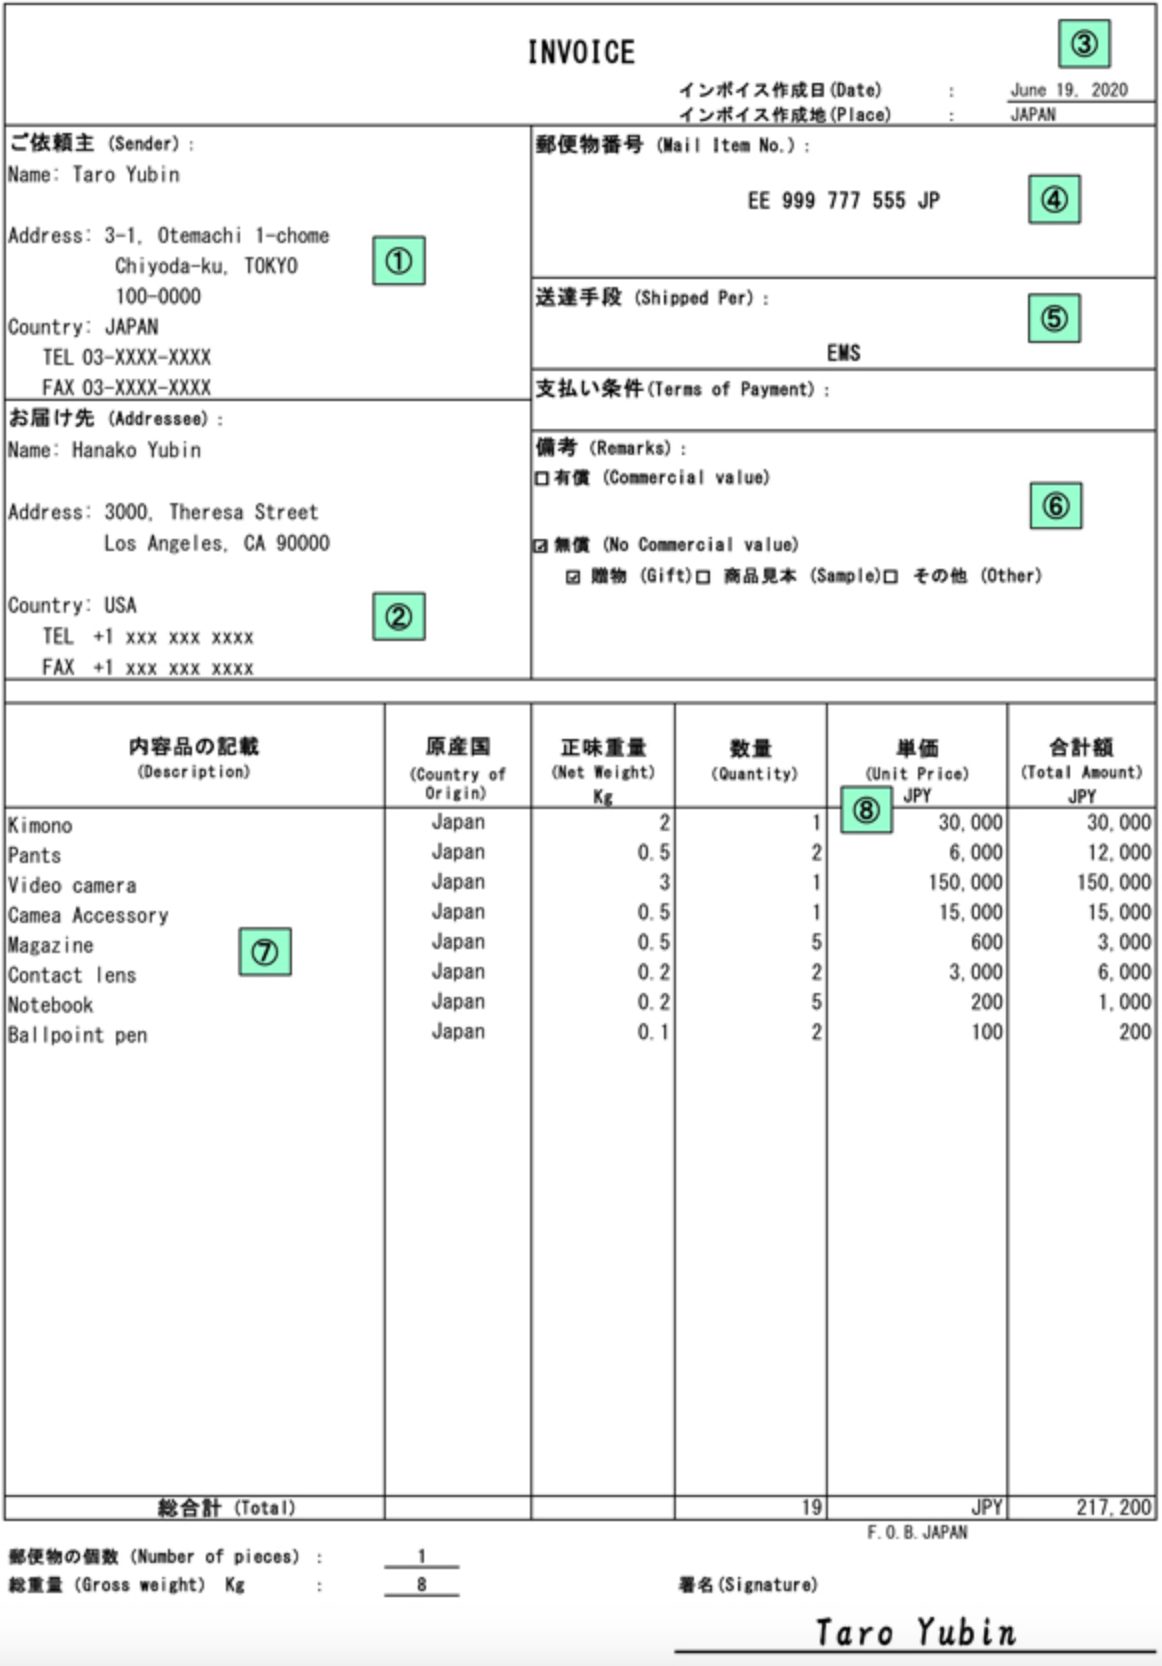 INVOICE
③
インボイス作成日(Date) : June 19, 2020
インボイス作成地(Place) : JAPAN
ご依頼主 (Sender) :
Name: Taro Yubin
Address: 3-1, Otemachi 1-chome
Chiyoda-ku, TOKYO
100-0000
①
Country: JAPAN
TEL 03-XXXX-XXXX
FAX 03-XXXX-XXXX
郵便物番号 (Mail Item No.) :
EE 999 777 555 JP
④
送達手段 (Shipped Per) :
⑤
EMS
支払い条件(Terms of Payment) :
お届け先 (Addressee) :
Name: Hanako Yubin
Address: 3000, Theresa Street
Los Angeles, CA 90000
Country: USA
②
TEL +1 xxx xxx xxxx
FAX +1 xxx xxx xxxx
備考 (Remarks) :
□有償 (Commercial value)
⑥
☑無償 (No Commercial value)
☑ 贈物 (Gift)□ 商品見本 (Sample)□ その他 (Other)
内容品の記載 原産国 正味重量 数量 単価 合計額
(Description) (Country of Origin) (Net Weight) (Quantity) (Unit Price) (Total Amount)
Kg JPY JPY
⑧
Kimono Japan 2 1 30,000 30,000
Pants Japan 0.5 2 6,000 12,000
Video camera Japan 3 1 150,000 150,000
Camea Accessory Japan 0.5 1 15,000 15,000
Magazine Japan 0.5 5 600 3,000
⑦
Contact lens Japan 0.2 2 3,000 6,000
Notebook Japan 0.2 5 200 1,000
Ballpoint pen Japan 0.1 2 100 200
総合計 (Total) 19 JPY 217,200
F.O.B.JAPAN
郵便物の個数 (Number of pieces) : 1
総重量 (Gross weight) Kg : 8
署名(Signature)
Taro Yubin